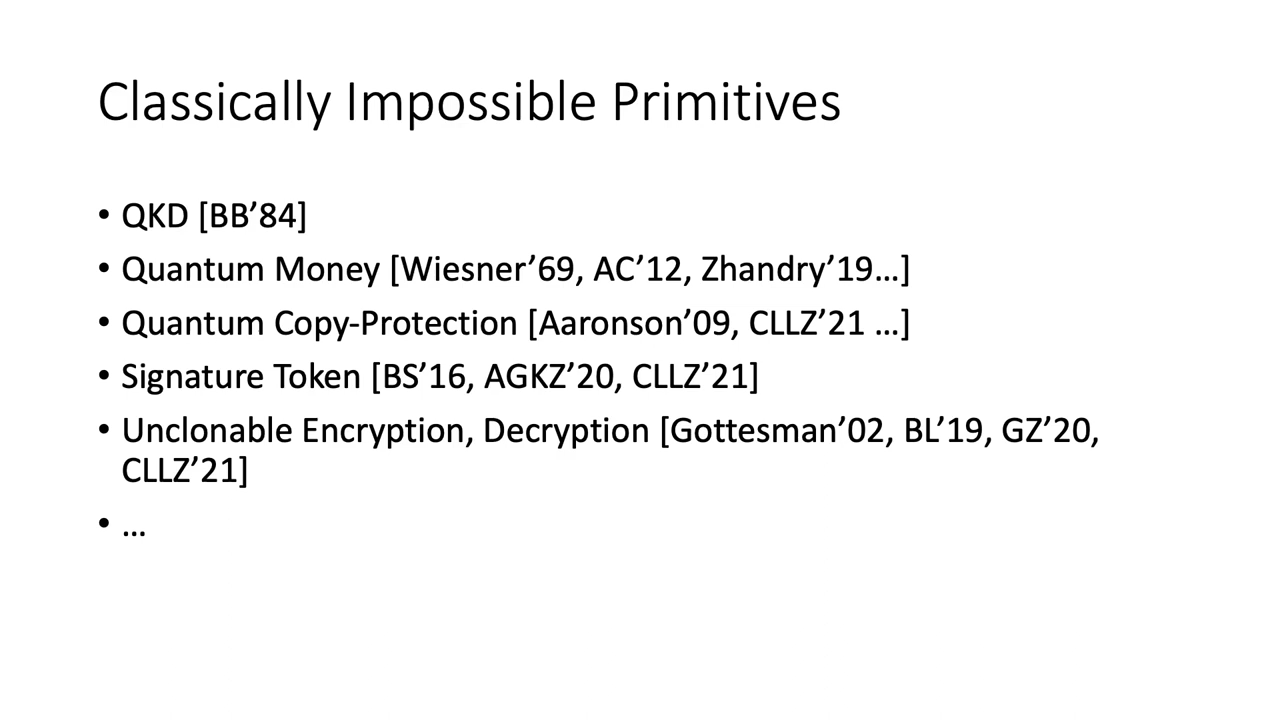 Classically Impossible Primitives
• QKD [BB’84]
• Quantum Money [Wiesner’69, AC’12, Zhandry’19…]
• Quantum Copy-Protection [Aaronson’09, CLLZ’21 …]
• Signature Token [BS’16, AGKZ’20, CLLZ’21]
• Unclonable Encryption, Decryption [Gottesman’02, BL’19, GZ’20,
CLLZ’21]
• …